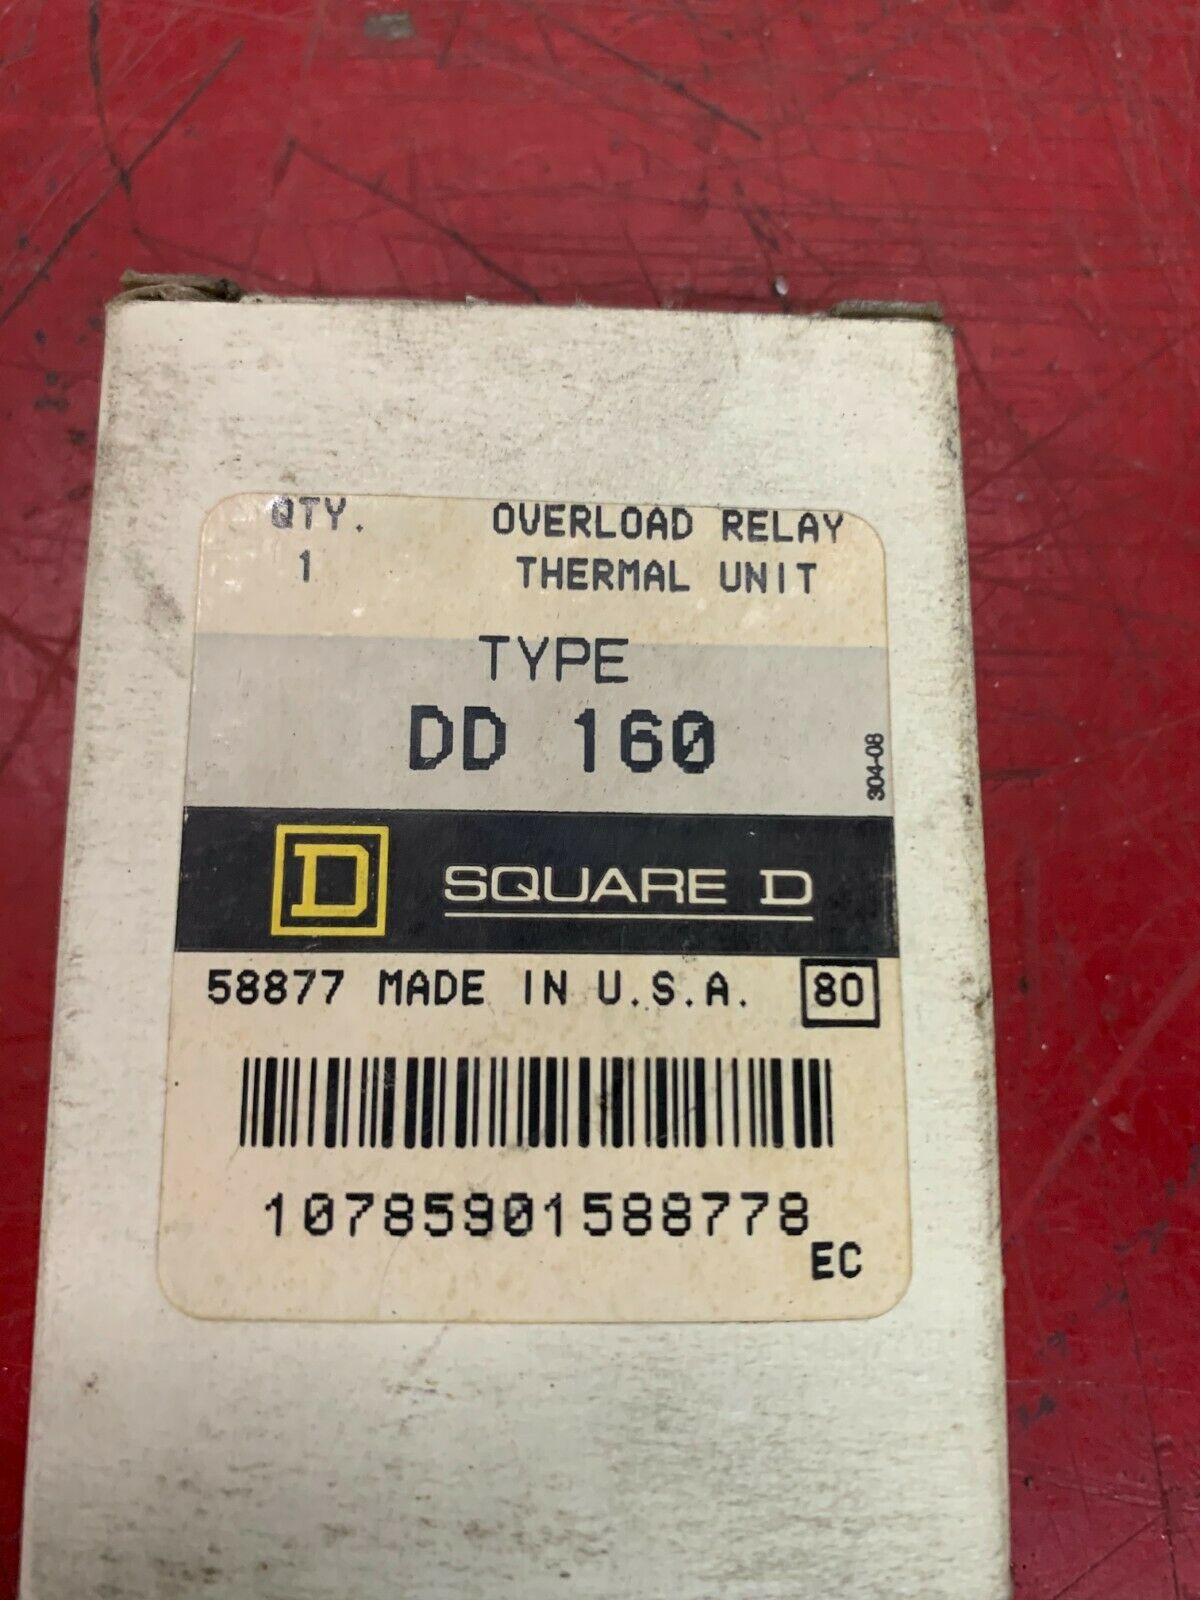 QTY. OVERLOAD RELAY
1 THERMAL UNIT
TYPE
DD 160
304-08
D SQUARE D
58877 MADE IN U.S.A. 80
10785901588778
EC